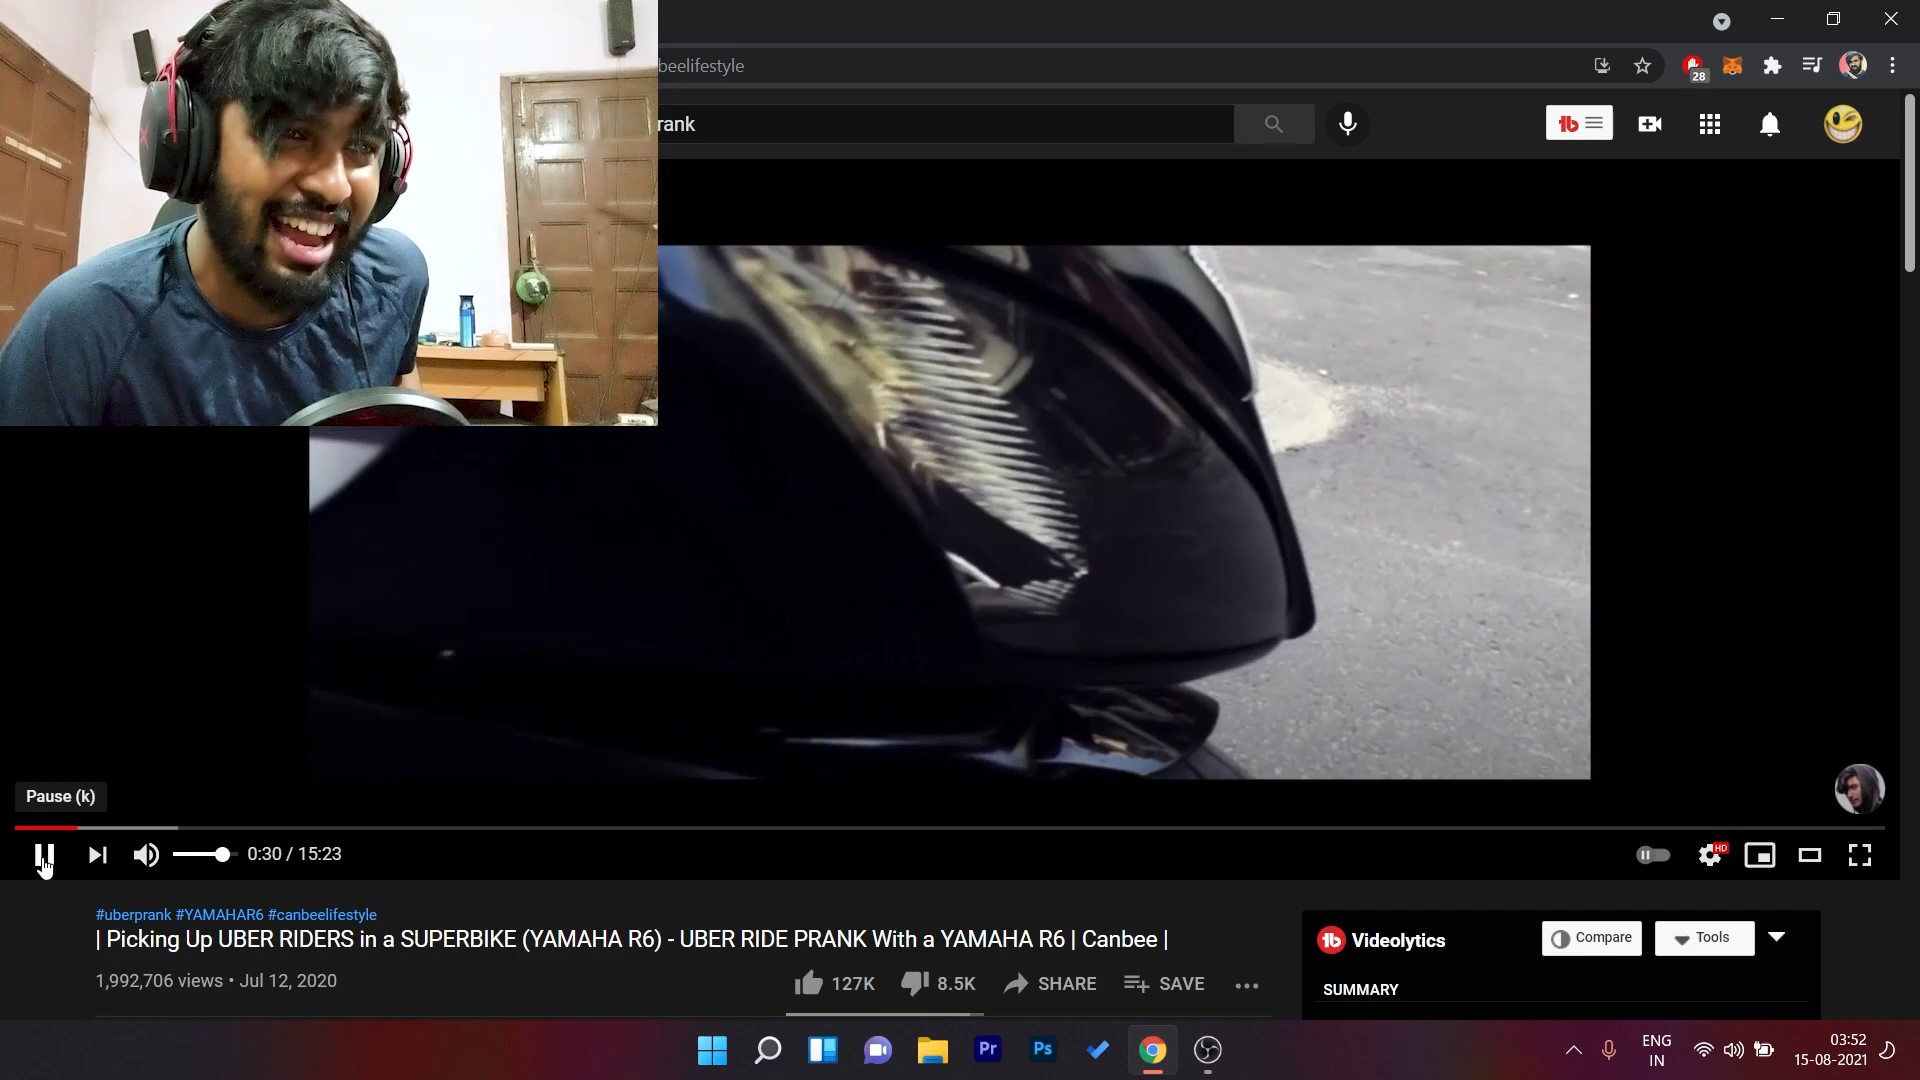 beelifestyle
28
rank
Pause (k)
0:30 / 15:23
HD
#uberprank #YAMAHAR6 #canbeelifestyle
| Picking Up UBER RIDERS in a SUPERBIKE (YAMAHA R6) - UBER RIDE PRANK With a YAMAHA R6 | Canbee |
1,992,706 views • Jul 12, 2020
127K
8.5K
SHARE
SAVE
Videolytics
Compare
Tools
SUMMARY
Pr
Ps
ENG
IN
03:52
15-08-2021